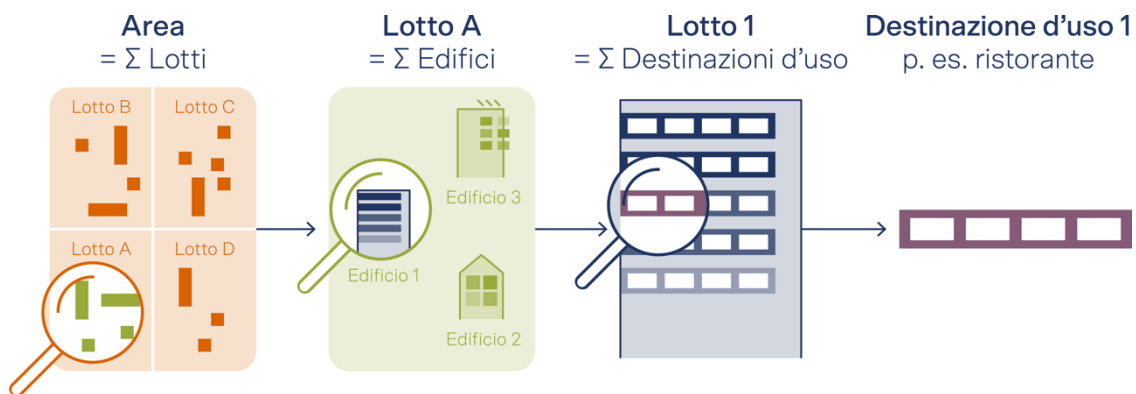 Area
= Σ Lotti
Lotto A
= Σ Edifici
Lotto 1
= Σ Destinazioni d'uso
Destinazione d'uso 1
p. es. ristorante
Lotto B
Lotto C
Lotto A
Lotto D
Edificio 3
Edificio 1
Edificio 2